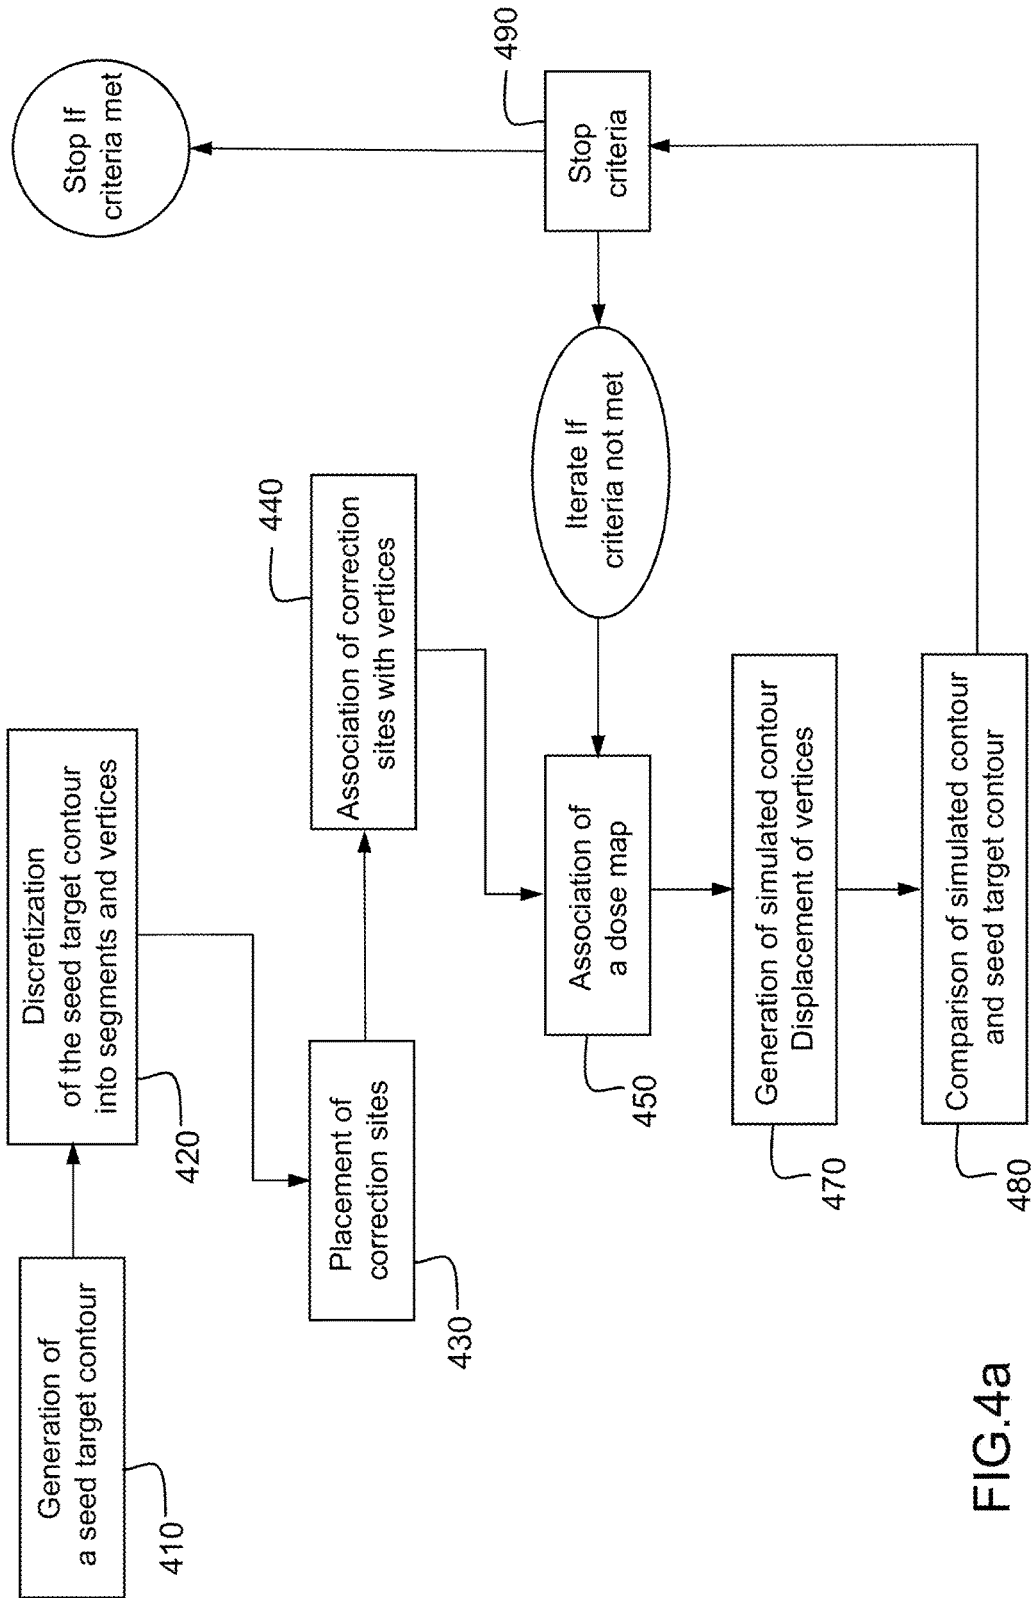 Generation of
a seed target contour
410
Discretization
of the seed target contour
into segments and vertices
420
Placement of
correction sites
430
Association of correction
sites with vertices
440
Association of
a dose map
450
Generation of simulated contour
Displacement of vertices
470
Comparison of simulated contour
and seed target contour
480
Stop
criteria
490
Iterate If
criteria not met
Stop If
criteria met
FIG.4a